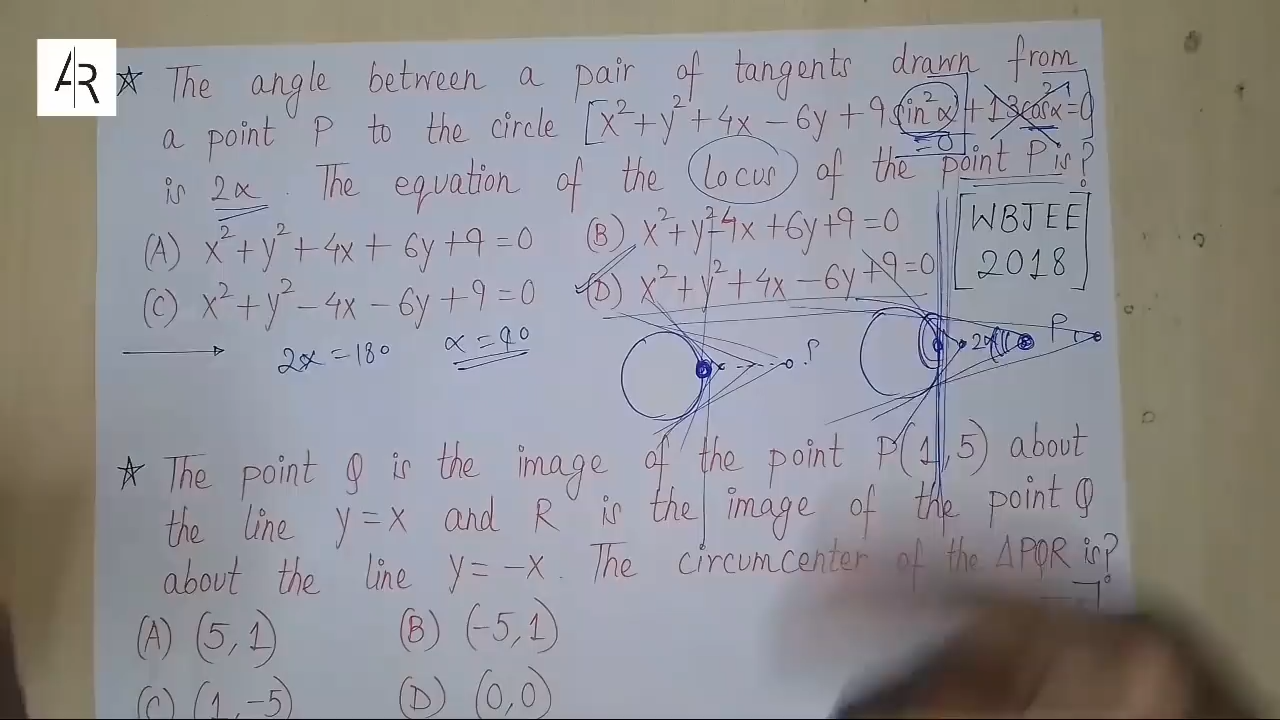 AR
☆ The angle between a pair of tangents drawn from
a point P to the circle [x²+y²+4x−6y+9sin²α+13cos²α=0]
=0
is 2α. The equation of the locus of the point P is?
(A) x²+y²+4x+6y+9=0 (B) x²+y²-4x+6y+9=0
(C) x²+y²−4x−6y+9=0 (D) x²+y²+4x−6y+9=0
[WBJEE
2018]
2α=180 α=90
P 2α P
☆ The point Q is the image of the point P(1,5) about
the line y=x and R is the image of the point Q
about the line y=−x. The circumcenter of the ΔPQR is?
(A) (5,1) (B) (-5,1)
(C) (1,-5) (D) (0,0)